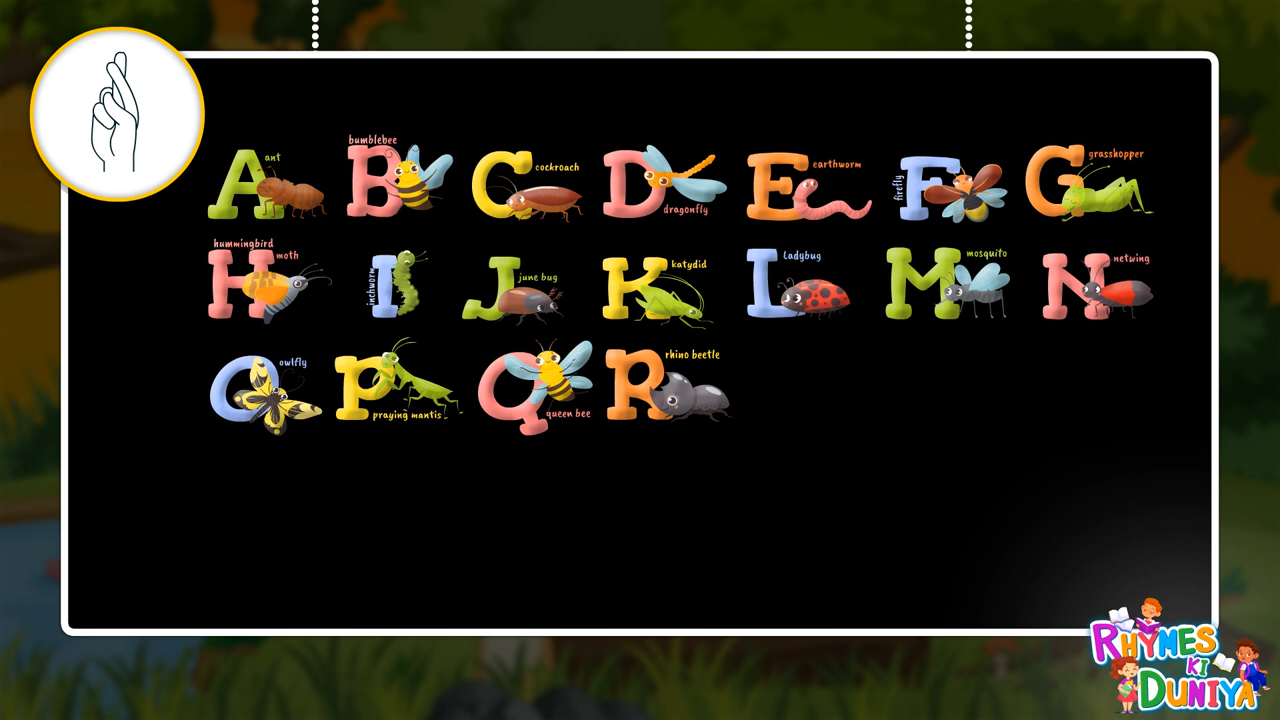 A ant
B bumblebee
C cockroach
D dragonfly
E earthworm
F firefly
G grasshopper
H hummingbird moth
I inchworm
J june bug
K katydid
L Ladybug
M mosquito
N netwing
O owlfly
P praying mantis
Q queen bee
R rhino beetle
RHYMES
KI
DUNIYA